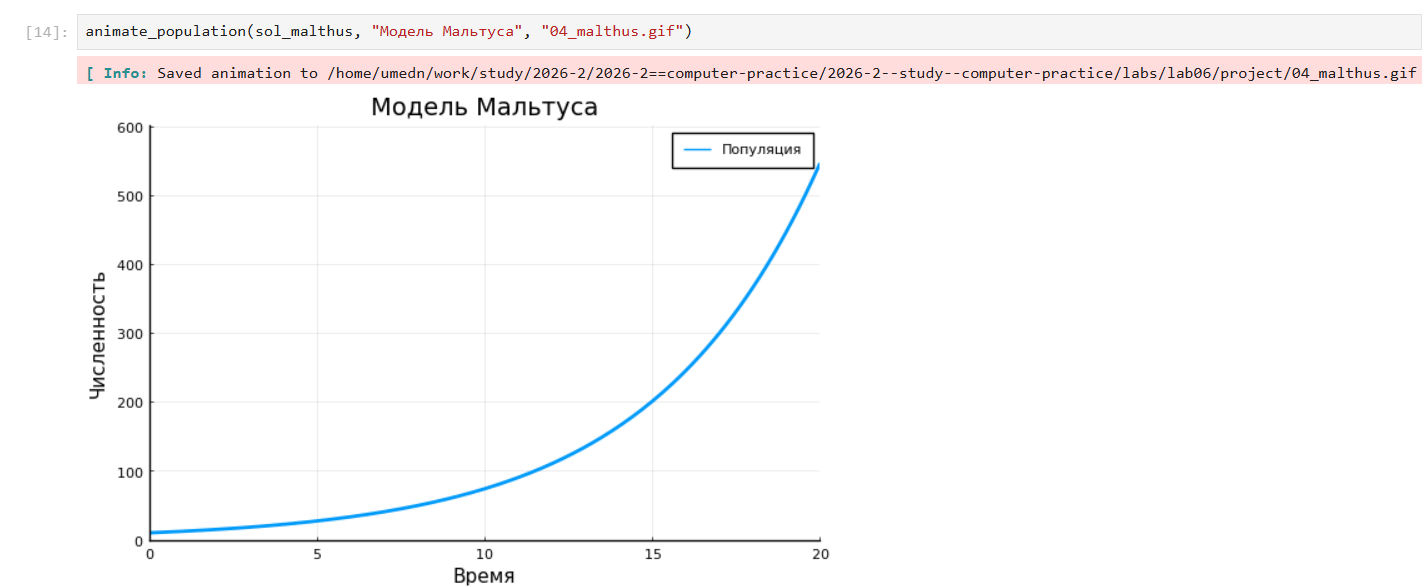 [14]: animate_population(sol_malthus, "Модель Мальтуса", "04_malthus.gif")
[ Info: Saved animation to /home/umedn/work/study/2026-2/2026-2==computer-practice/2026-2--study--computer-practice/labs/lab06/project/04_malthus.gif
Модель Мальтуса
Популяция
600
500
400
300
200
100
0
Численность
0 5 10 15 20
Время